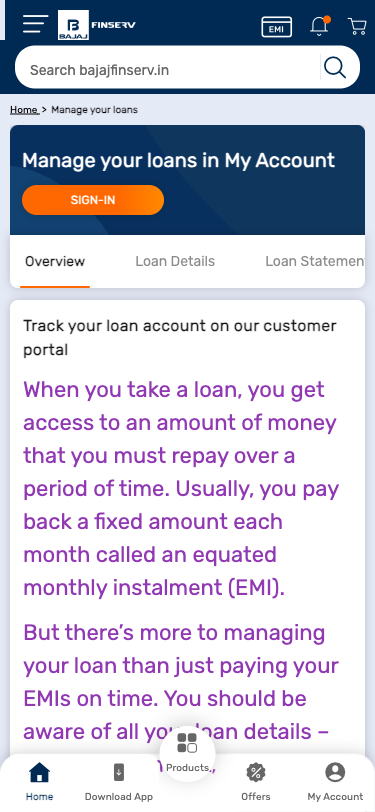 BAJAJ FINSERV
EMI
Search bajajfinserv.in
Home > Manage your loans
Manage your loans in My Account
SIGN-IN
Overview Loan Details Loan Statemen
Track your loan account on our customer
portal
When you take a loan, you get
access to an amount of money
that you must repay over a
period of time. Usually, you pay
back a fixed amount each
month called an equated
monthly instalment (EMI).
But there’s more to managing
your loan than just paying your
EMIs on time. You should be
aware of all your loan details –
Products
Home Download App Offers My Account